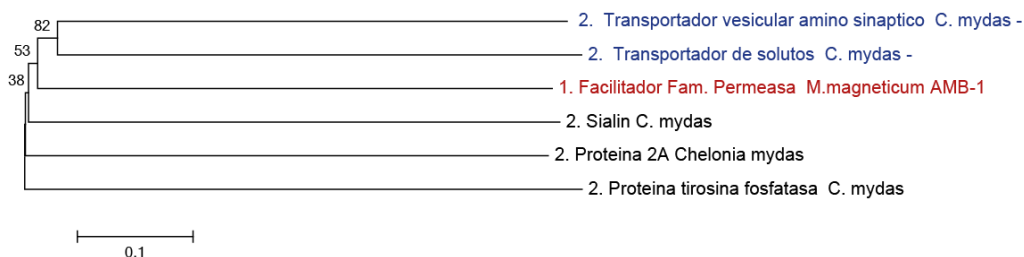 82
2. Transportador vesicular amino sinaptico C. mydas -
53
2. Transportador de solutos C. mydas -
38
1. Facilitador Fam. Permeasa M.magneticum AMB-1
2. Sialin C. mydas
2. Proteina 2A Chelonia mydas
2. Proteina tirosina fosfatasa C. mydas
0.1